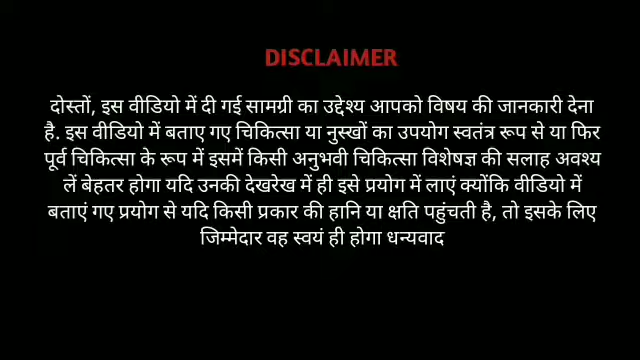 DISCLAIMER
दोस्तों, इस वीडियो में दी गई सामग्री का उद्देश्य आपको विषय की जानकारी देना
है. इस वीडियो में बताए गए चिकित्सा या नुस्खों का उपयोग स्वतंत्र रूप से या फिर
पूर्व चिकित्सा के रूप में इसमें किसी अनुभवी चिकित्सा विशेषज्ञ की सलाह अवश्य
लें बेहतर होगा यदि उनकी देखरेख में ही इसे प्रयोग में लाएं क्योंकि वीडियो में
बताएं गए प्रयोग से यदि किसी प्रकार की हानि या क्षति पहुंचती है, तो इसके लिए
जिम्मेदार वह स्वयं ही होगा धन्यवाद